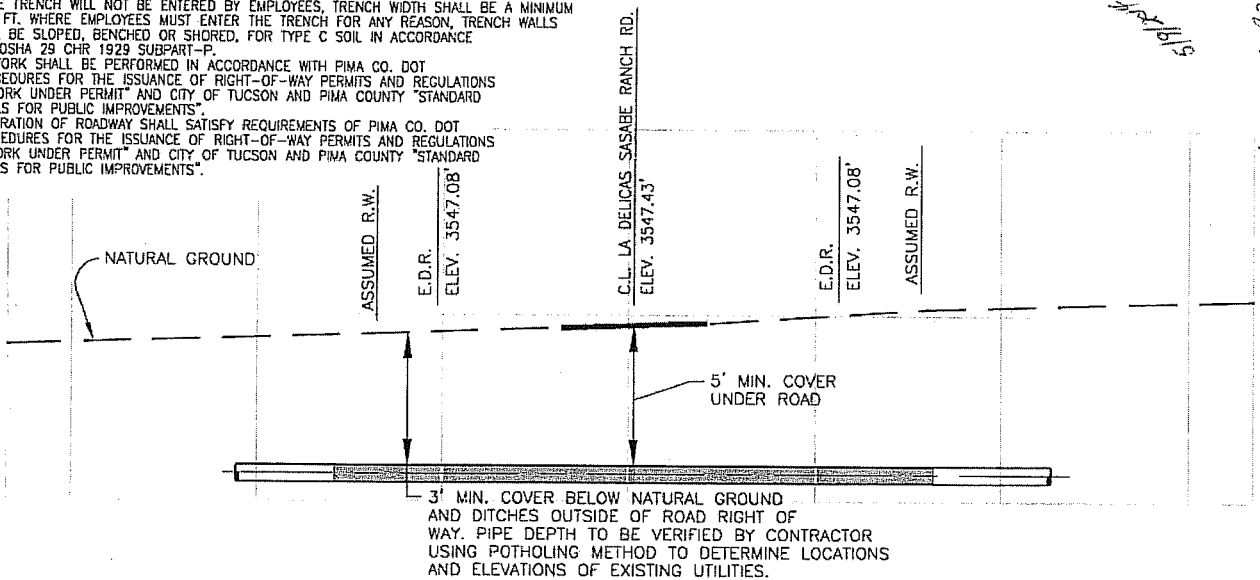 E TRENCH WILL NOT BE ENTERED BY EMPLOYEES, TRENCH WIDTH SHALL BE A MINIMUM
FT. WHERE EMPLOYEES MUST ENTER THE TRENCH FOR ANY REASON, TRENCH WALLS
BE SLOPED, BENCHED OR SHORED, FOR TYPE C SOIL IN ACCORDANCE
OSHA 29 CHR 1929 SUBPART-P.
ORK SHALL BE PERFORMED IN ACCORDANCE WITH PIMA CO. DOT
EDURES FOR THE ISSUANCE OF RIGHT-OF-WAY PERMITS AND REGULATIONS
ORK UNDER PERMIT" AND CITY OF TUCSON AND PIMA COUNTY "STANDARD
S FOR PUBLIC IMPROVEMENTS".
RATION OF ROADWAY SHALL SATISFY REQUIREMENTS OF PIMA CO. DOT
EDURES FOR THE ISSUANCE OF RIGHT-OF-WAY PERMITS AND REGULATIONS
ORK UNDER PERMIT" AND CITY OF TUCSON AND PIMA COUNTY "STANDARD
S FOR PUBLIC IMPROVEMENTS".
NATURAL GROUND
ASSUMED R.W.
E.D.R.
ELEV. 3547.08'
C.L. LA DELICAS SASABE RANCH RD.
ELEV. 3547.43'
E.D.R.
ELEV. 3547.08'
ASSUMED R.W.
5' MIN. COVER
UNDER ROAD
3' MIN. COVER BELOW NATURAL GROUND
AND DITCHES OUTSIDE OF ROAD RIGHT OF
WAY. PIPE DEPTH TO BE VERIFIED BY CONTRACTOR
USING POTHOLING METHOD TO DETERMINE LOCATIONS
AND ELEVATIONS OF EXISTING UTILITIES.